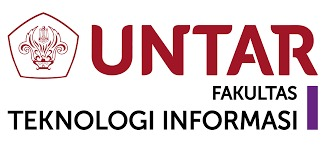 UNTAR
FAKULTAS
TEKNOLOGI INFORMASI